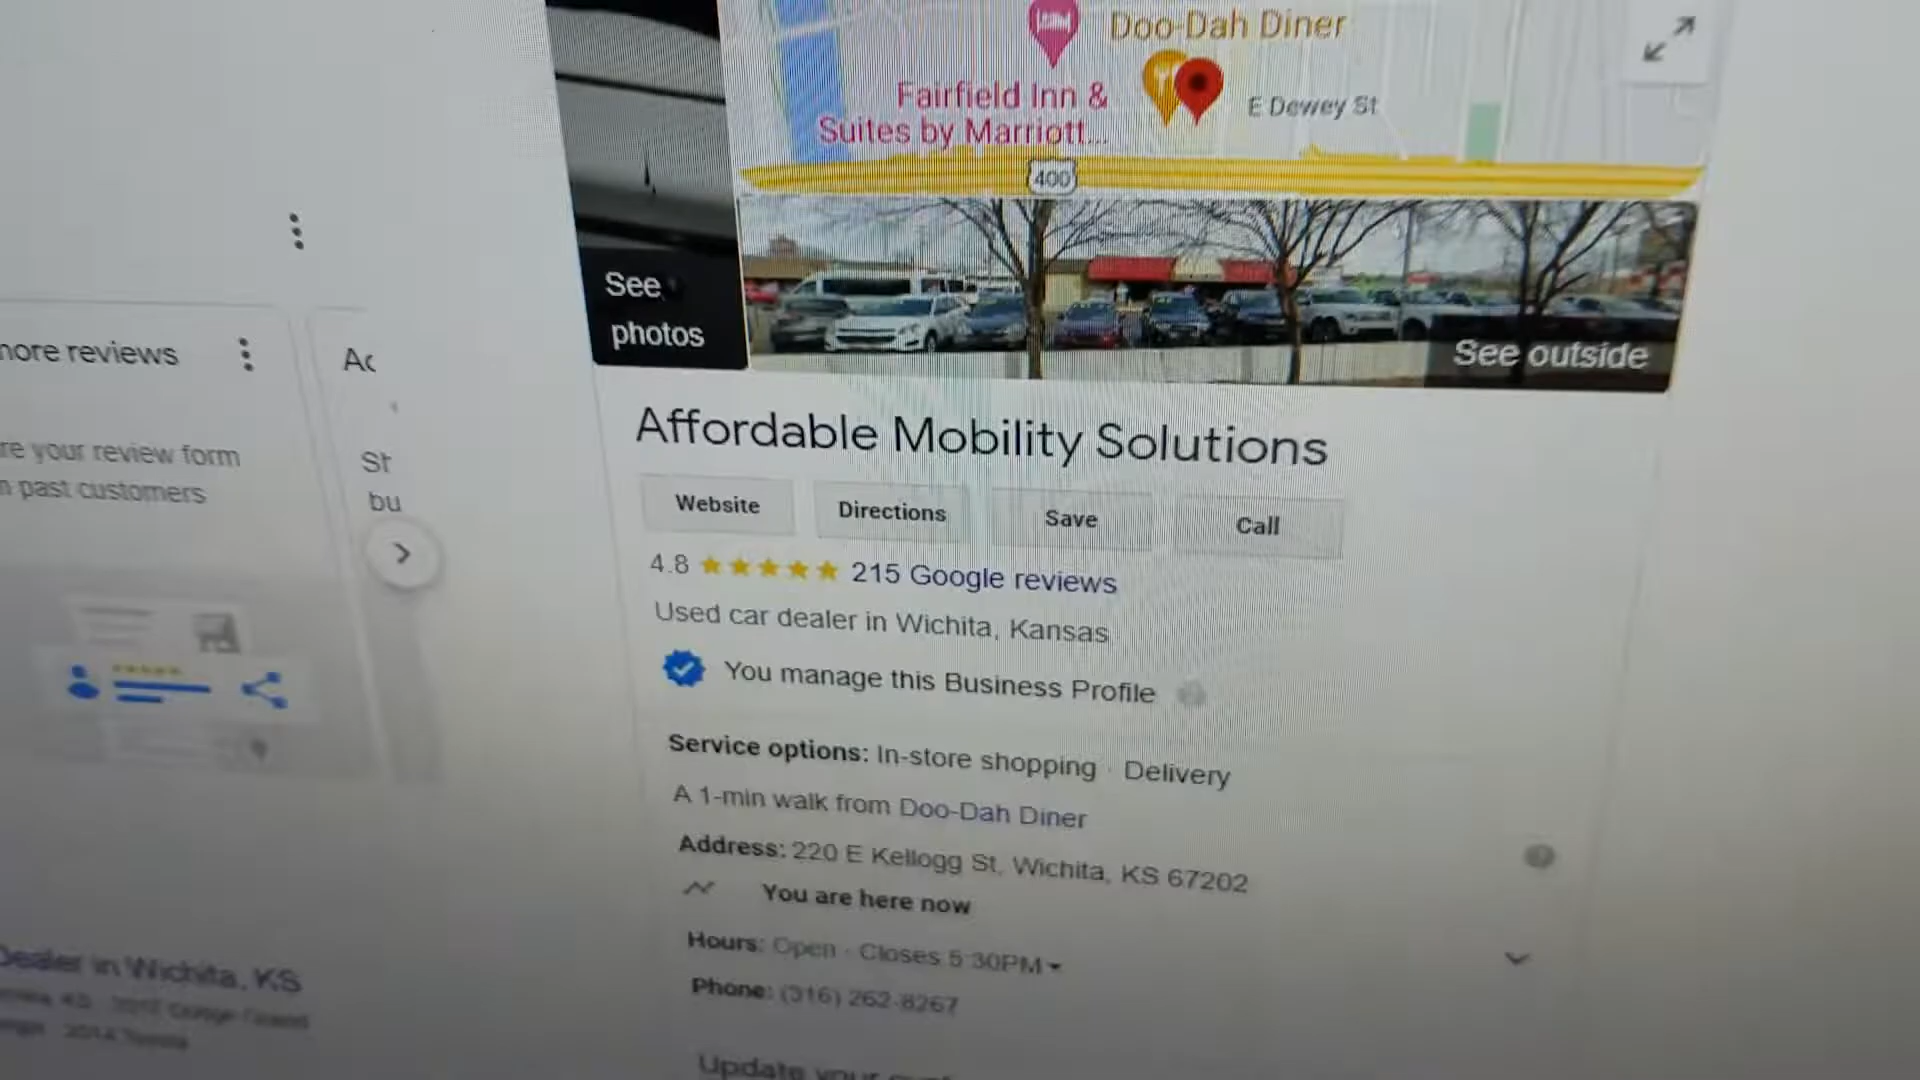 Doo-Dah Diner
Fairfield Inn &
Suites by Marriott...
E Dewey St
400
See
photos
See outside
more reviews
Ac
re your review form
n past customers
St
bu
Affordable Mobility Solutions
Website
Directions
Save
Call
4.8
215 Google reviews
Used car dealer in Wichita, Kansas
You manage this Business Profile
Service options: In-store shopping · Delivery
A 1-min walk from Doo-Dah Diner
Address: 220 E Kellogg St, Wichita, KS 67202
You are here now
Hours: Open · Closes 5:30PM
Phone: (316) 262-8267
Dealer in Wichita, KS
Update your